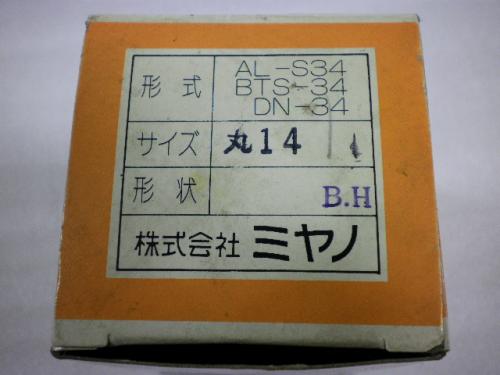 形式 AL-S34
BTS-34
DN-34
サイズ 丸14
形状 B.H
株式会社 ミヤノ